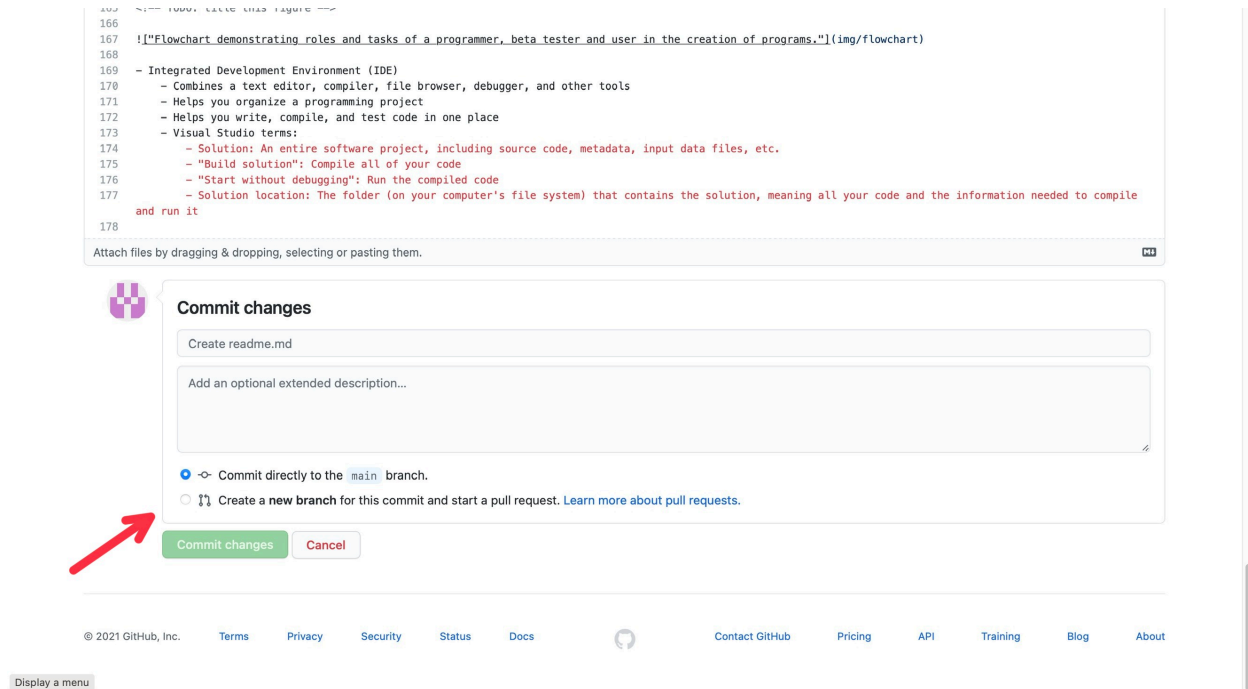 165 <!-- TODO: title this figure -->
166
167 !["Flowchart demonstrating roles and tasks of a programmer, beta tester and user in the creation of programs."](img/flowchart)
168
169 - Integrated Development Environment (IDE)
170 - Combines a text editor, compiler, file browser, debugger, and other tools
171 - Helps you organize a programming project
172 - Helps you write, compile, and test code in one place
173 - Visual Studio terms:
174 - Solution: An entire software project, including source code, metadata, input data files, etc.
175 - "Build solution": Compile all of your code
176 - "Start without debugging": Run the compiled code
177 - Solution location: The folder (on your computer's file system) that contains the solution, meaning all your code and the information needed to compile
and run it
178
Attach files by dragging & dropping, selecting or pasting them.
Commit changes
Create readme.md
Add an optional extended description...
Commit directly to the main branch.
Create a new branch for this commit and start a pull request. Learn more about pull requests.
Commit changes Cancel
© 2021 GitHub, Inc. Terms Privacy Security Status Docs Contact GitHub Pricing API Training Blog About
Display a menu